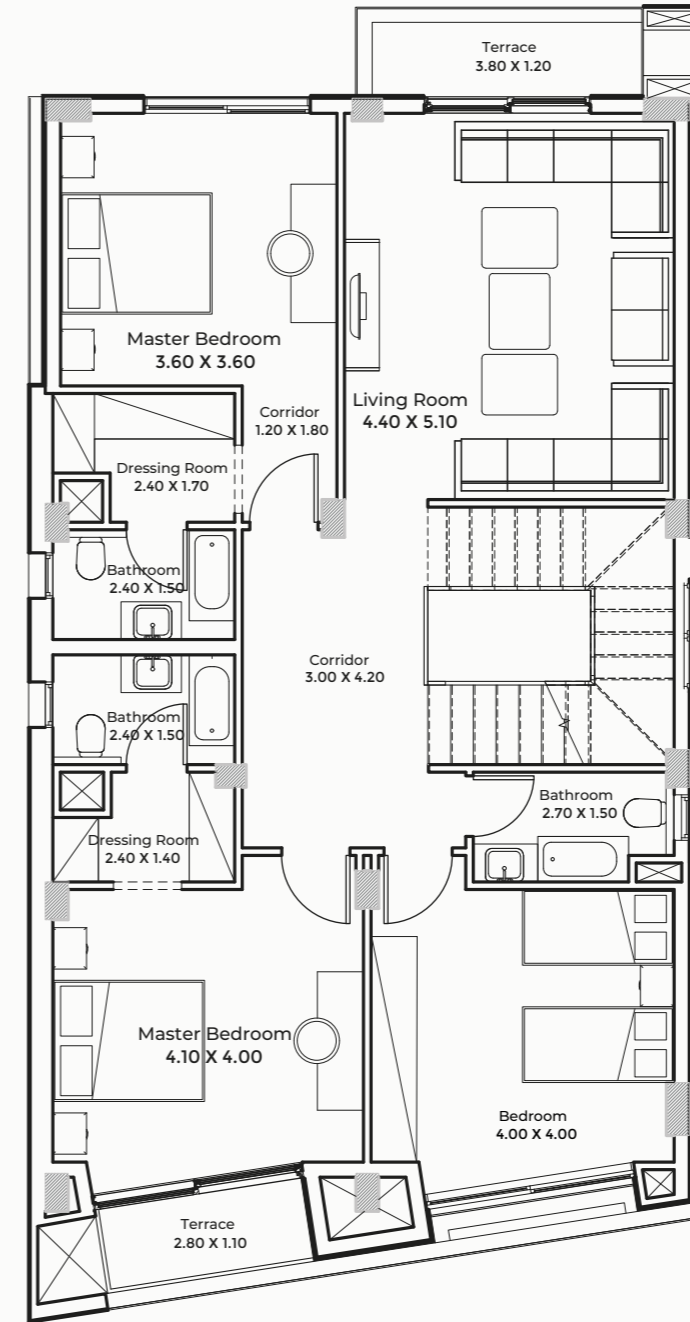 Terrace
3.80 X 1.20
Master Bedroom
3.60 X 3.60
Living Room
4.40 X 5.10
Corridor
1.20 X 1.80
Dressing Room
2.40 X 1.70
Bathroom
2.40 X 1.50
Corridor
3.00 X 4.20
Bathroom
2.40 X 1.50
Bathroom
2.70 X 1.50
Dressing Room
2.40 X 1.40
Master Bedroom
4.10 X 4.00
Bedroom
4.00 X 4.00
Terrace
2.80 X 1.10